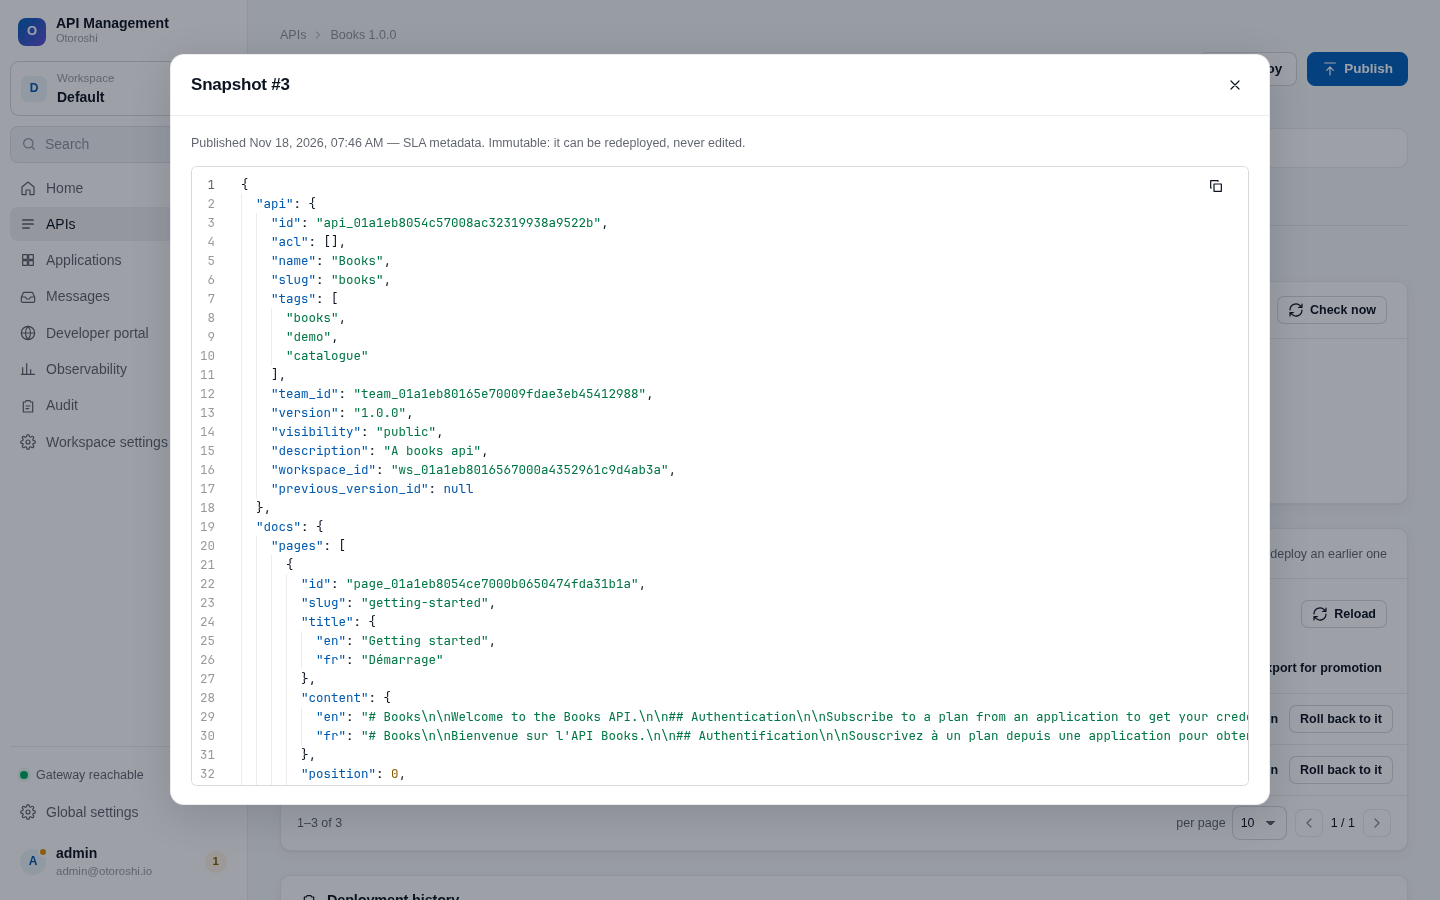 O
API Management
Otoroshi
D
Workspace
Default
Search
Home
APIs
Applications
Messages
Developer portal
Observability
Audit
Workspace settings
Gateway reachable
Global settings
A
admin
admin@otoroshi.io
1
APIs > Books 1.0.0
Publish
Check now
deploy an earlier one
Reload
port for promotion
Roll back to it
Roll back to it
1–3 of 3
per page
10
1 / 1
Deployment history
Snapshot #3
Published Nov 18, 2026, 07:46 AM — SLA metadata. Immutable: it can be redeployed, never edited.
1 {
2 "api": {
3 "id": "api_01a1eb8054c57008ac32319938a9522b",
4 "acl": [],
5 "name": "Books",
6 "slug": "books",
7 "tags": [
8 "books",
9 "demo",
10 "catalogue"
11 ],
12 "team_id": "team_01a1eb80165e70009fdae3eb45412988",
13 "version": "1.0.0",
14 "visibility": "public",
15 "description": "A books api",
16 "workspace_id": "ws_01a1eb8016567000a4352961c9d4ab3a",
17 "previous_version_id": null
18 },
19 "docs": {
20 "pages": [
21 {
22 "id": "page_01a1eb8054ce7000b0650474fda31b1a",
23 "slug": "getting-started",
24 "title": {
25 "en": "Getting started",
26 "fr": "Démarrage"
27 },
28 "content": {
29 "en": "# Books\n\nWelcome to the Books API.\n\n## Authentication\n\nSubscribe to a plan from an application to get your cred
30 "fr": "# Books\n\nBienvenue sur l'API Books.\n\n## Authentification\n\nSouscrivez à un plan depuis une application pour obte
31 },
32 "position": 0,